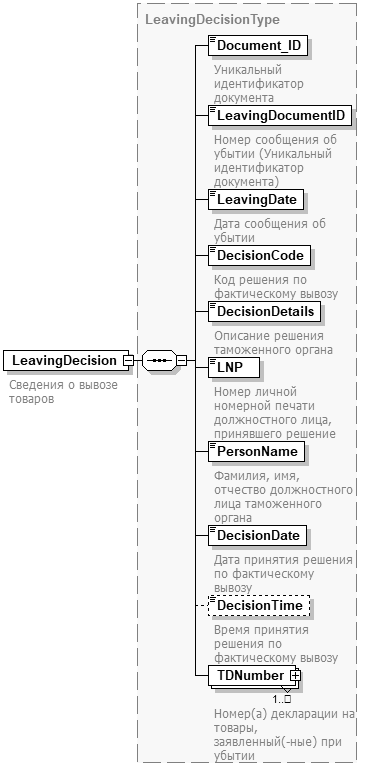 LeavingDecisionType
Document_ID
Уникальный
идентификатор
документа
LeavingDocumentID
Номер сообщения об
убытии (Уникальный
идентификатор
документа)
LeavingDate
Дата сообщения об
убытии
DecisionCode
Код решения по
фактическому вывозу
DecisionDetails
Описание решения
таможенного органа
LeavingDecision
Сведения о вывозе
товаров
LNP
Номер личной
номерной печати
должностного лица,
принявшего решение
PersonName
Фамилия, имя,
отчество должностного
лица таможенного
органа
DecisionDate
Дата принятия решения
по фактическому
вывозу
DecisionTime
Время принятия
решения по
фактическому вывозу
TDNumber
1..□
Номер(а) декларации на
товары,
заявленный(-ные) при
убытии